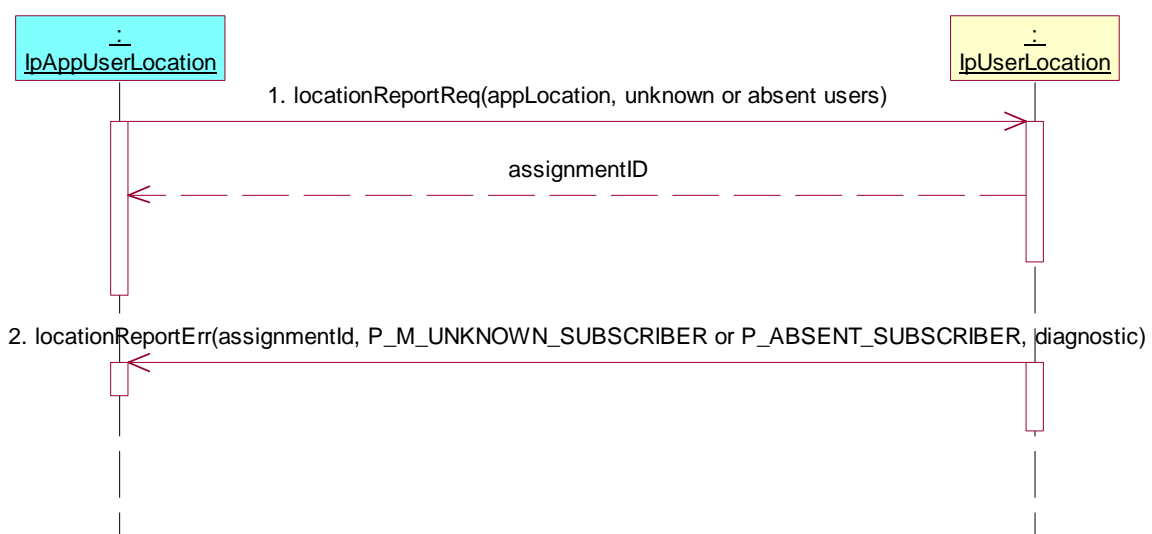 :
IpAppUserLocation
:
IpUserLocation
1. locationReportReq(appLocation, unknown or absent users)
assignmentID
2. locationReportErr(assignmentId, P_M_UNKNOWN_SUBSCRIBER or P_ABSENT_SUBSCRIBER, diagnostic)